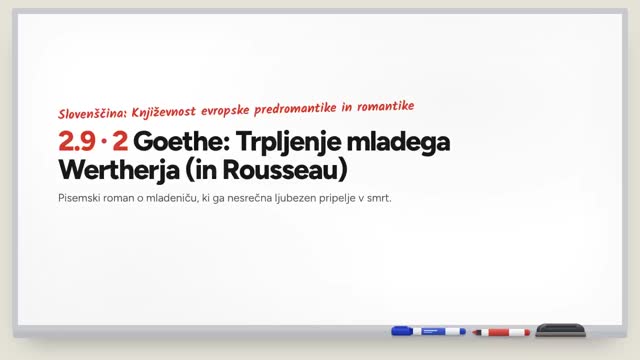 Slovenščina: Književnost evropske predromantike in romantike
2.9 · 2 Goethe: Trpljenje mladega
Wertherja (in Rousseau)
Pisemski roman o mladeniču, ki ga nesrečna ljubezen pripelje v smrt.